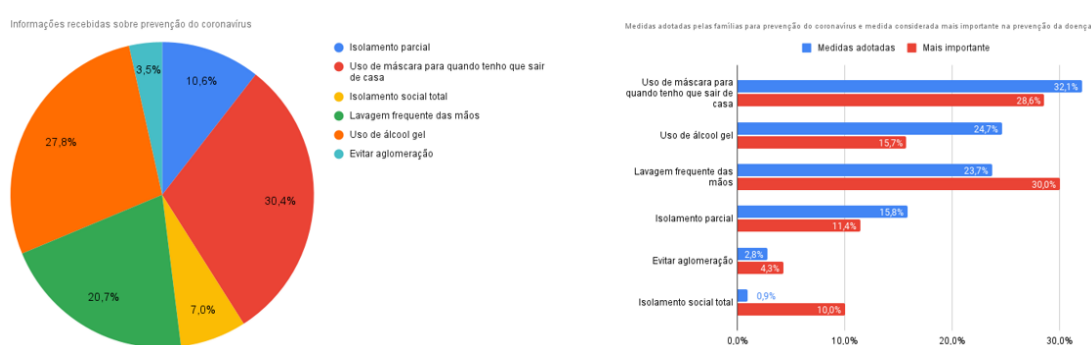 Informações recebidas sobre prevenção do coronavírus
Isolamento parcial
Uso de máscara para quando tenho que sair
de casa
Isolamento social total
Lavagem frequente das mãos
Uso de álcool gel
Evitar aglomeração
3,5%
10,6%
27,8%
30,4%
20,7%
7,0%
Medidas adotadas pelas famílias para prevenção do coronavírus e medida considerada mais importante na prevenção da doença
Medidas adotadas
Mais importante
Uso de máscara para
quando tenho que sair de
casa
32,1%
28,6%
Uso de álcool gel
24,7%
15,7%
Lavagem frequente das
mãos
23,7%
30,0%
Isolamento parcial
15,8%
11,4%
Evitar aglomeração
2,8%
4,3%
Isolamento social total
0,9%
10,0%
0,0%
10,0%
20,0%
30,0%